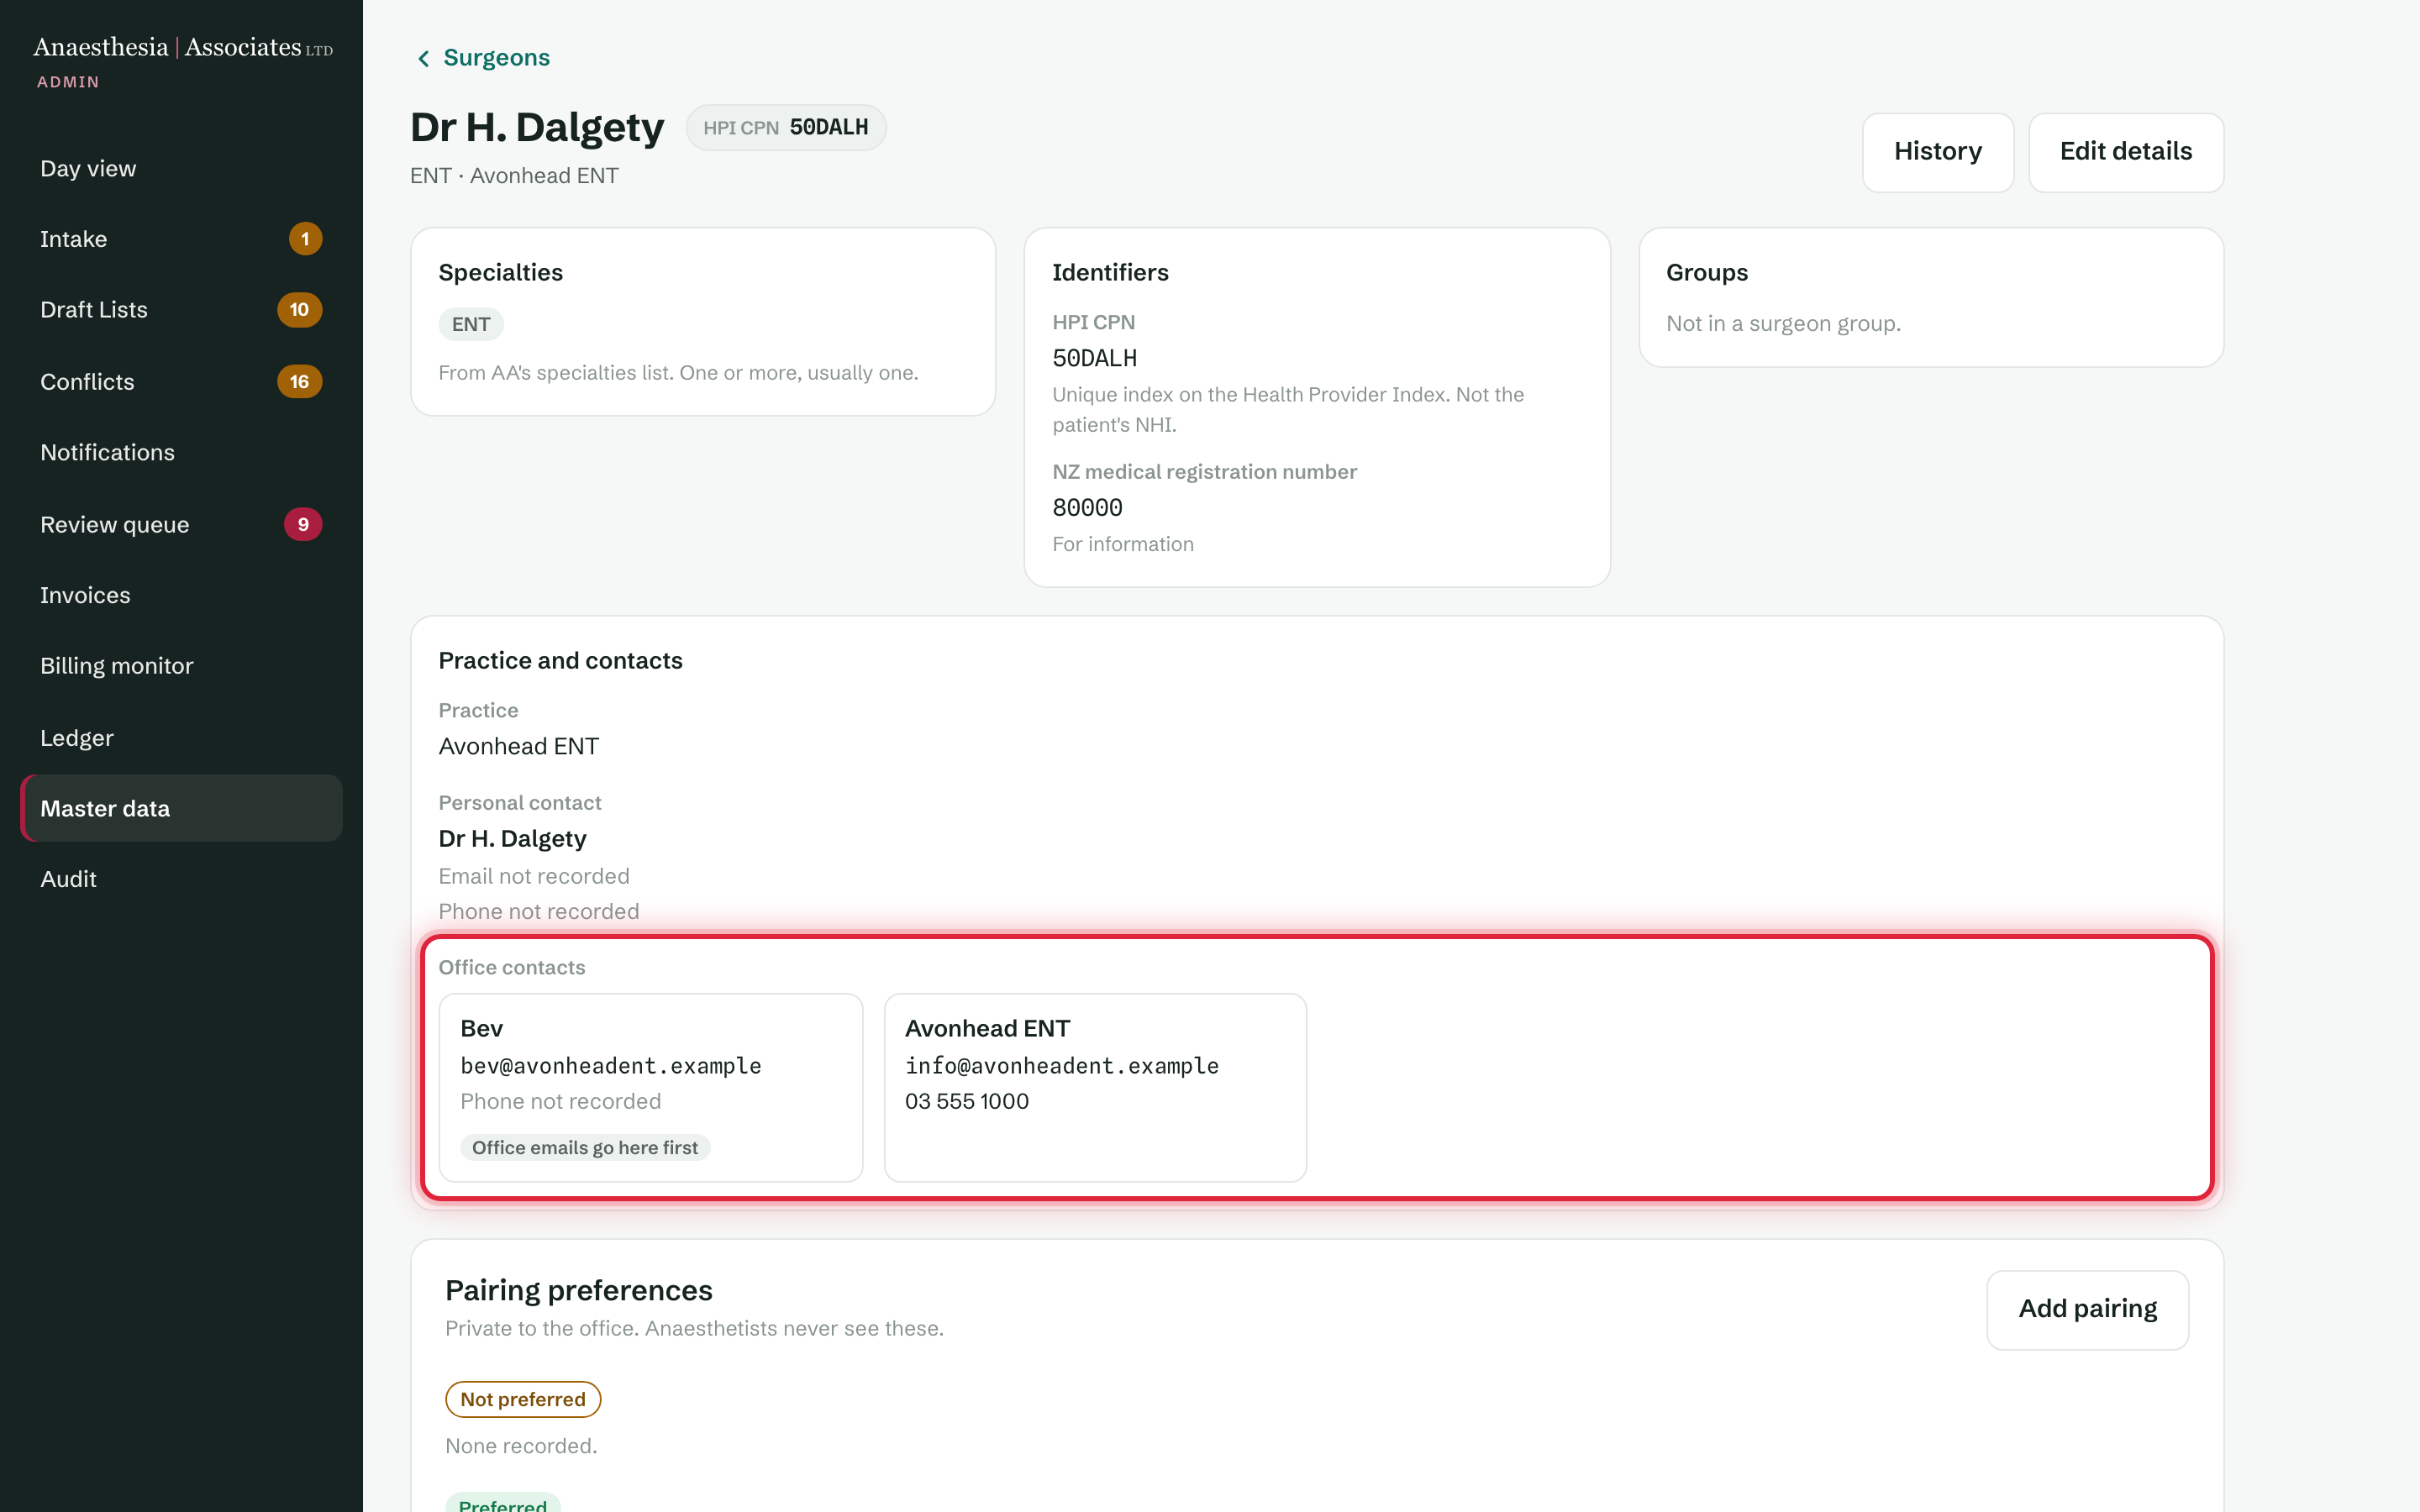 Anaesthesia | Associates LTD
ADMIN
Day view
Intake 1
Draft Lists 10
Conflicts 16
Notifications
Review queue 9
Invoices
Billing monitor
Ledger
Master data
Audit
Surgeons
Dr H. Dalgety HPI CPN 50DALH
ENT · Avonhead ENT
History
Edit details
Specialties
ENT
From AA's specialties list. One or more, usually one.
Identifiers
HPI CPN
50DALH
Unique index on the Health Provider Index. Not the
patient's NHI.
NZ medical registration number
80000
For information
Groups
Not in a surgeon group.
Practice and contacts
Practice
Avonhead ENT
Personal contact
Dr H. Dalgety
Email not recorded
Phone not recorded
Office contacts
Bev
bev@avonheadent.example
Phone not recorded
Office emails go here first
Avonhead ENT
info@avonheadent.example
03 555 1000
Pairing preferences
Private to the office. Anaesthetists never see these.
Add pairing
Not preferred
None recorded.
Preferred